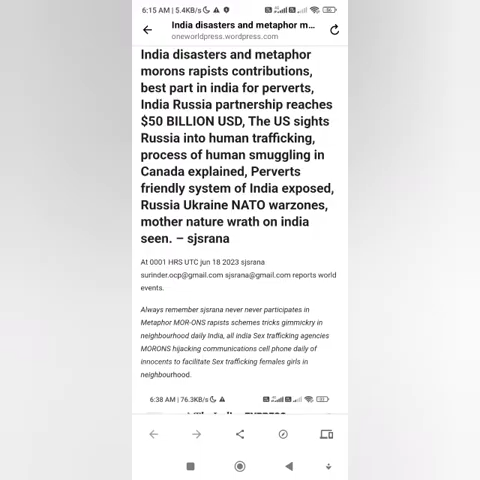 6:15 AM | 5.4KB/s
56
India disasters and metaphor m...
oneworldpress.wordpress.com
India disasters and metaphor
morons rapists contributions,
best part in india for perverts,
India Russia partnership reaches
$50 BILLION USD, The US sights
Russia into human trafficking,
process of human smuggling in
Canada explained, Perverts
friendly system of India exposed,
Russia Ukraine NATO warzones,
mother nature wrath on india
seen. – sjsrana
At 0001 HRS UTC jun 18 2023 sjsrana
surinder.ocp@gmail.com sjsrana@gmail.com reports world
events.
Always remember sjsrana never never participates in
Metaphor MOR-ONS rapists schemes tricks gimmickry in
neighbourhood daily India, all india Sex trafficking agencies
MORONS hijacking communications cell phone daily of
innocents to facilitate Sex trafficking females girls in
neighbourhood.
6:38 AM | 76.3KB/s